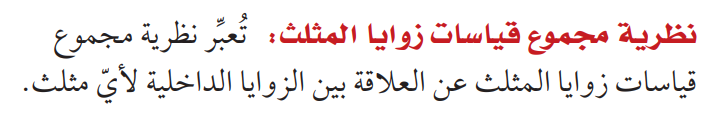 نظرية مجموع قياسات زوايا المثلث: تُعبِّر نظرية مجموع
قياسات زوايا المثلث عن العلاقة بين الزوايا الداخلية لأيّ مثلث.